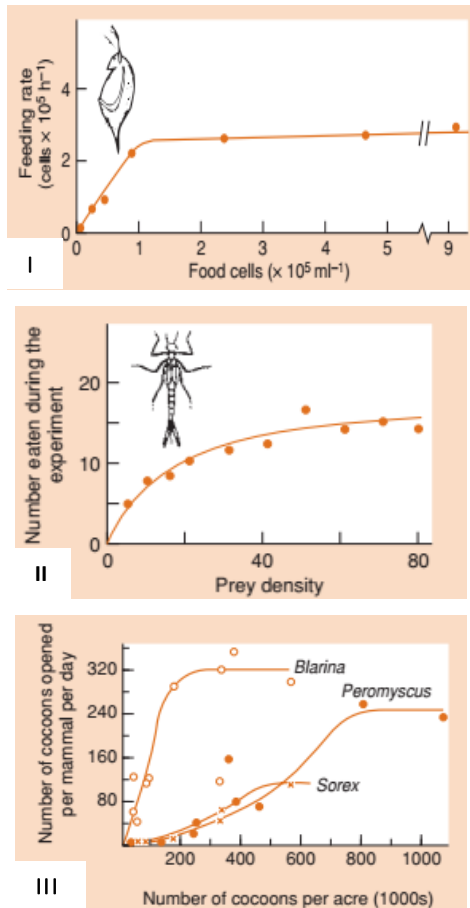 Feeding rate
(cells × 10⁵ h⁻¹)
4
2
0
0 1 2 3 4 5 9
Food cells (× 10⁵ ml⁻¹)
I
Number eaten during the
experiment
20
10
0
0 40 80
Prey density
II
Number of cocoons opened
per mammal per day
320
240
160
80
Blarina
Peromyscus
Sorex
200 400 600 800 1000
Number of cocoons per acre (1000s)
III